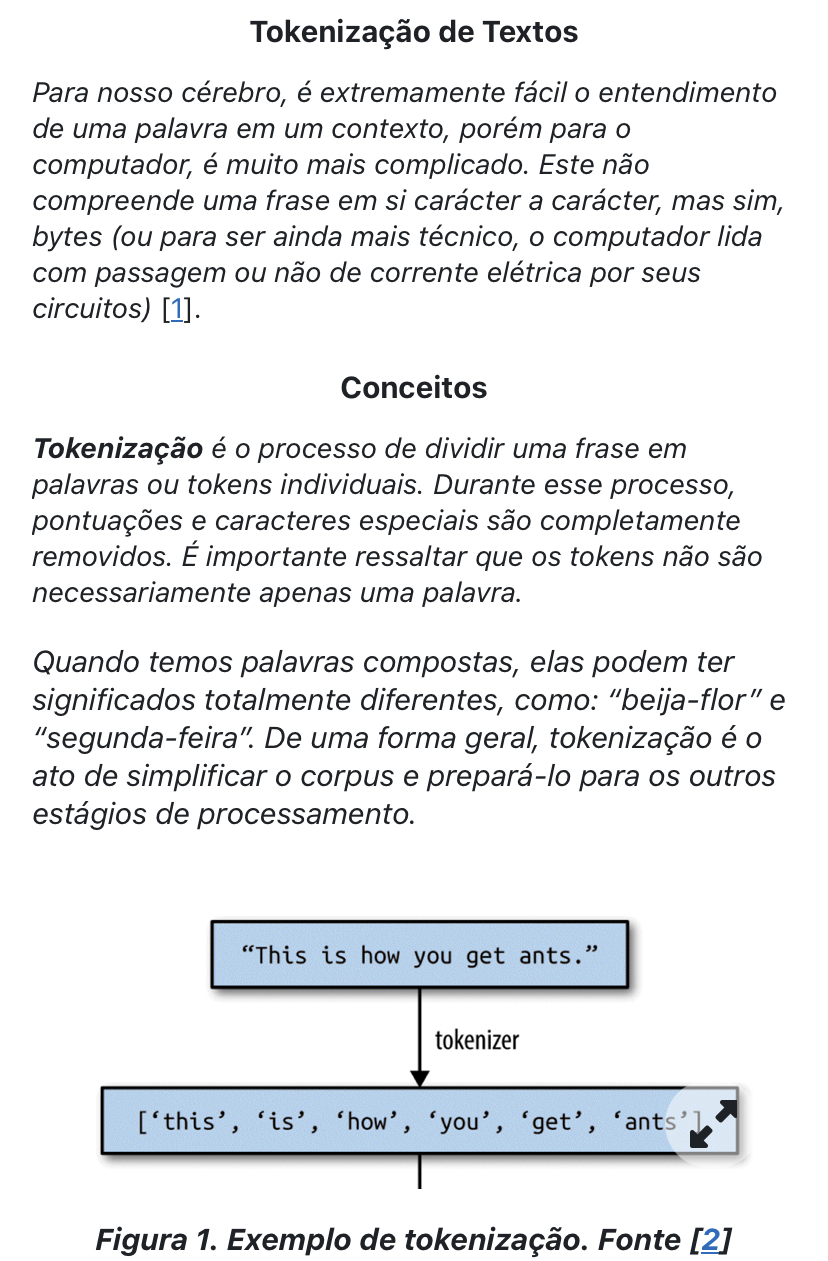 Tokenização de Textos
Para nosso cérebro, é extremamente fácil o entendimento
de uma palavra em um contexto, porém para o
computador, é muito mais complicado. Este não
compreende uma frase em si carácter a carácter, mas sim,
bytes (ou para ser ainda mais técnico, o computador lida
com passagem ou não de corrente elétrica por seus
circuitos) [1].
Conceitos
Tokenização é o processo de dividir uma frase em
palavras ou tokens individuais. Durante esse processo,
pontuações e caracteres especiais são completamente
removidos. É importante ressaltar que os tokens não são
necessariamente apenas uma palavra.
Quando temos palavras compostas, elas podem ter
significados totalmente diferentes, como: “beija-flor” e
“segunda-feira”. De uma forma geral, tokenização é o
ato de simplificar o corpus e prepará-lo para os outros
estágios de processamento.
“This is how you get ants.”
tokenizer
[‘this’, ‘is’, ‘how’, ‘you’, ‘get’, ‘ants’]
Figura 1. Exemplo de tokenização. Fonte [2]